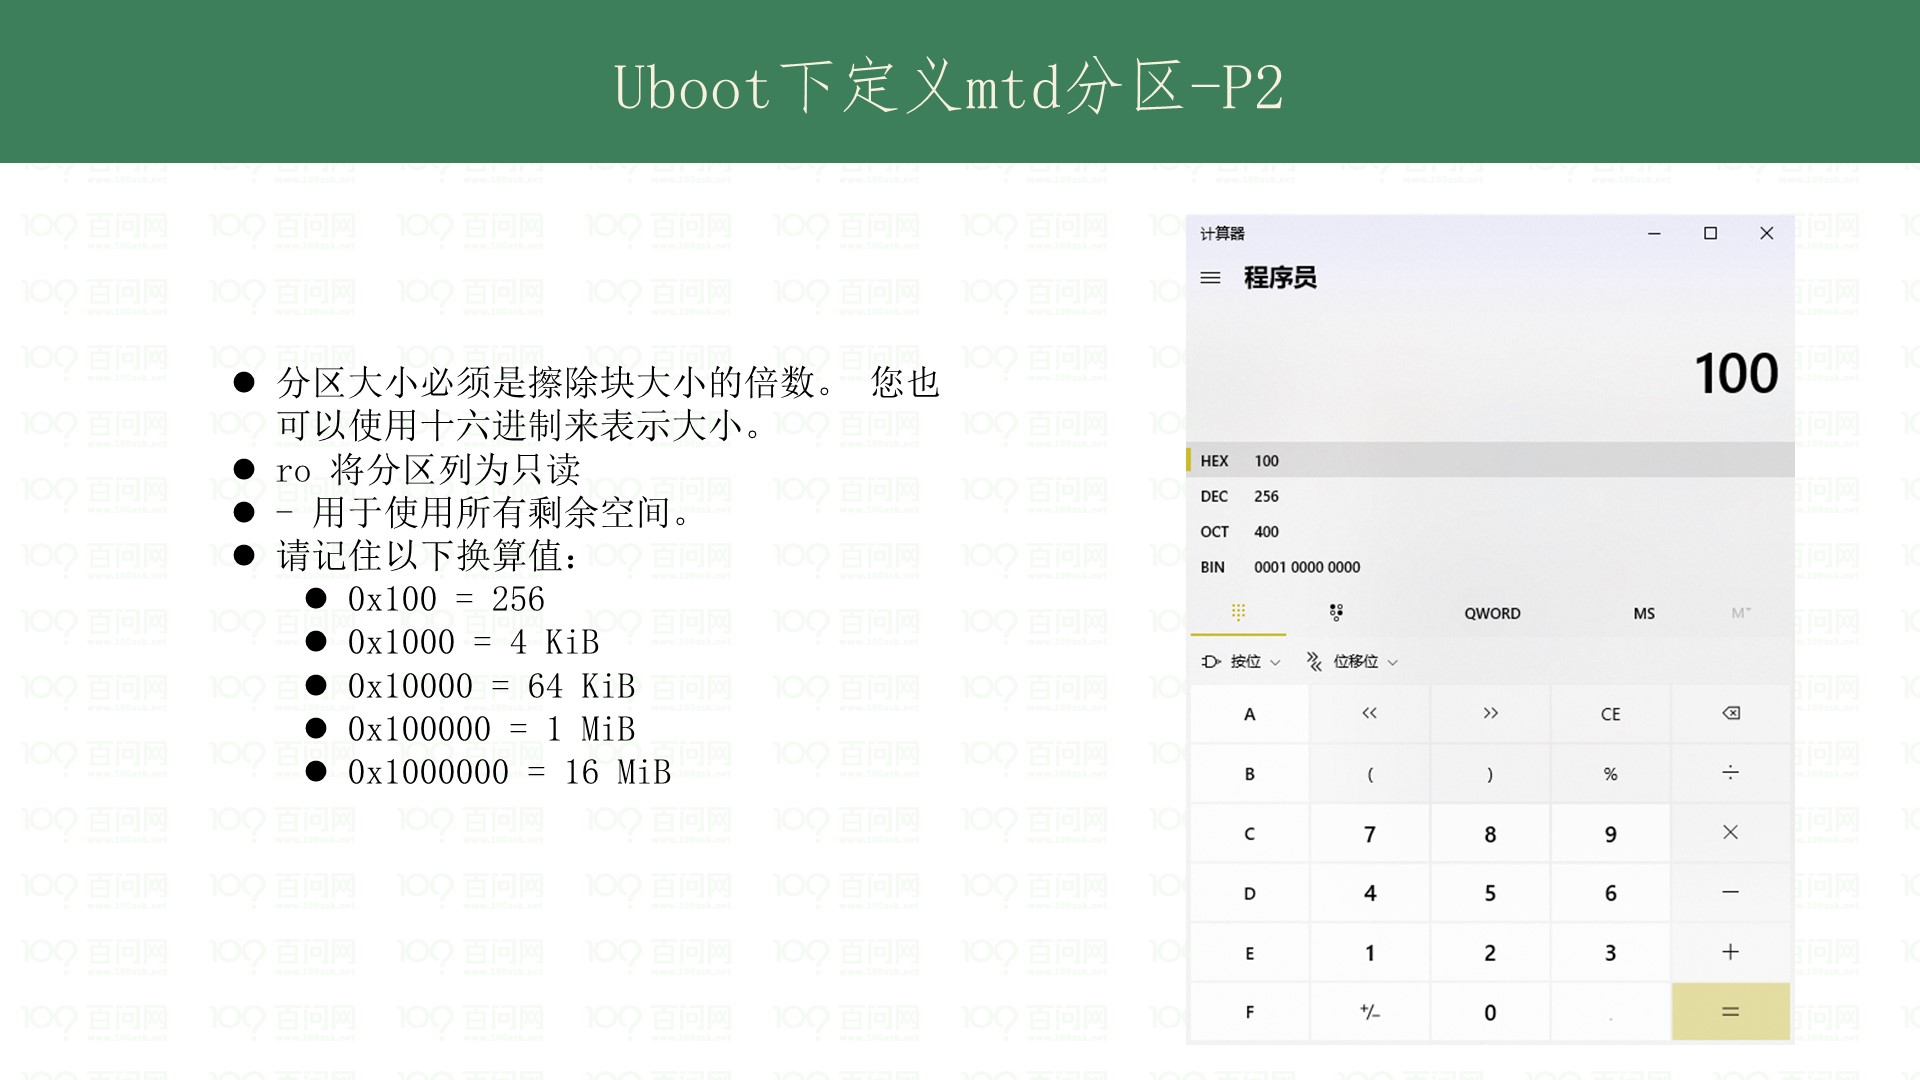 Uboot下定义mtd分区-P2
分区大小必须是擦除块大小的倍数。 您也
可以使用十六进制来表示大小。
ro 将分区列为只读
- 用于使用所有剩余空间。
请记住以下换算值：
0x100 = 256
0x1000 = 4 KiB
0x10000 = 64 KiB
0x100000 = 1 MiB
0x1000000 = 16 MiB
计算器
程序员
100
HEX 100
DEC 256
OCT 400
BIN 0001 0000 0000
QWORD MS M˅
按位 位移位
A << >> CE
B ( ) % ÷
C 7 8 9 ×
D 4 5 6 −
E 1 2 3 +
F +/− 0 . =
百问网
www.100ask.net